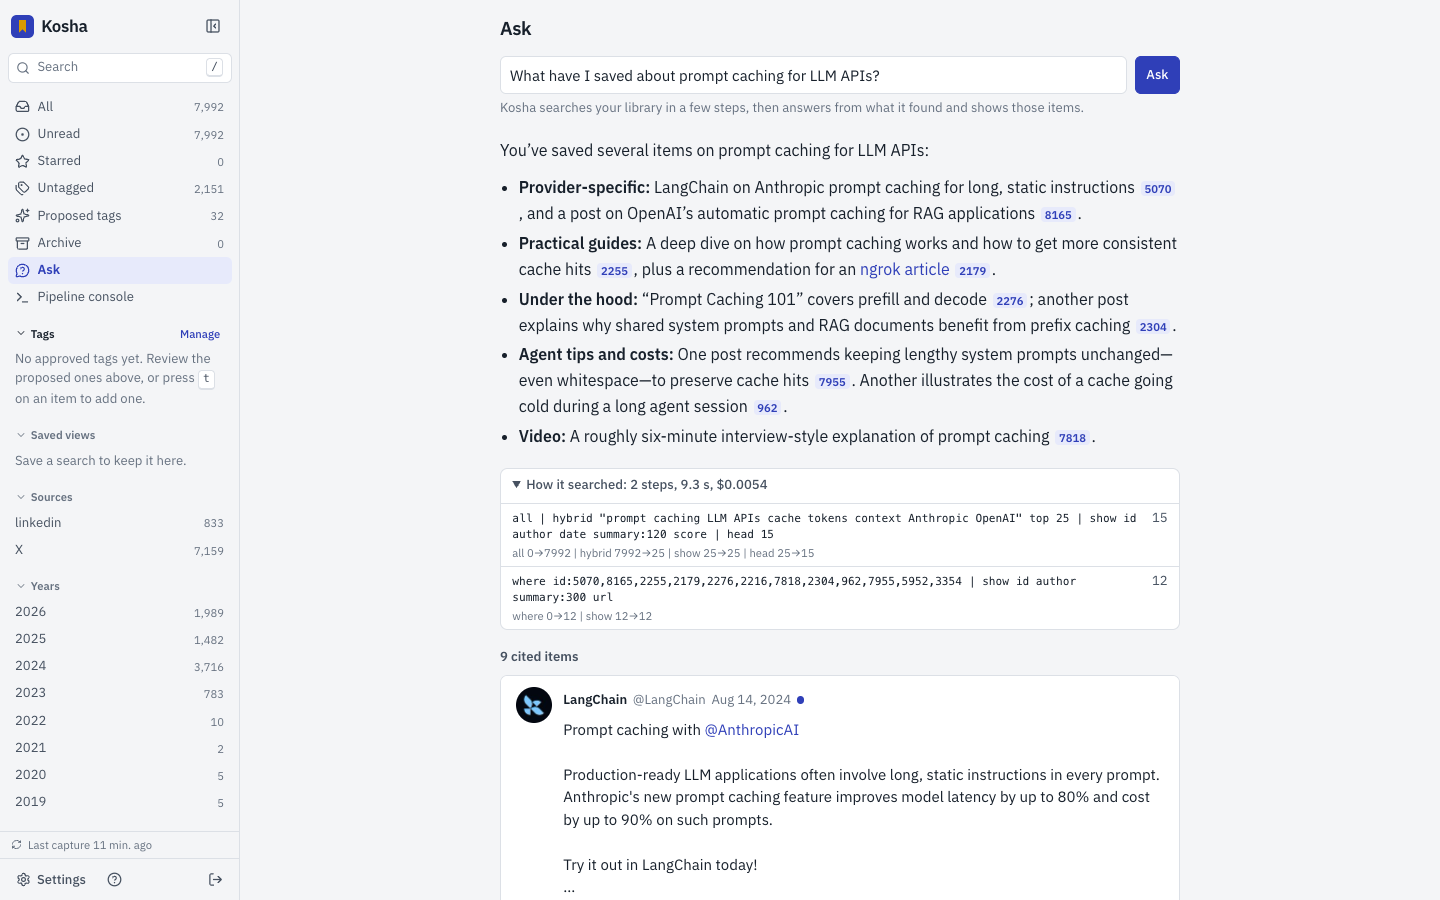 Kosha
Search /
All 7,992
Unread 7,992
Starred 0
Untagged 2,151
Proposed tags 32
Archive 0
Ask
Pipeline console
Tags Manage
No approved tags yet. Review the
proposed ones above, or press t
on an item to add one.
Saved views
Save a search to keep it here.
Sources
linkedin 833
X 7,159
Years
2026 1,989
2025 1,482
2024 3,716
2023 783
2022 10
2021 2
2020 5
2019 5
Last capture 11 min. ago
Settings
Ask
What have I saved about prompt caching for LLM APIs? Ask
Kosha searches your library in a few steps, then answers from what it found and shows those items.
You’ve saved several items on prompt caching for LLM APIs:
• Provider-specific: LangChain on Anthropic prompt caching for long, static instructions 5070
, and a post on OpenAI’s automatic prompt caching for RAG applications 8165 .
• Practical guides: A deep dive on how prompt caching works and how to get more consistent
cache hits 2255 , plus a recommendation for an ngrok article 2179 .
• Under the hood: “Prompt Caching 101” covers prefill and decode 2276 ; another post
explains why shared system prompts and RAG documents benefit from prefix caching 2304 .
• Agent tips and costs: One post recommends keeping lengthy system prompts unchanged—
even whitespace—to preserve cache hits 7955 . Another illustrates the cost of a cache going
cold during a long agent session 962 .
• Video: A roughly six-minute interview-style explanation of prompt caching 7818 .
▼ How it searched: 2 steps, 9.3 s, $0.0054
all | hybrid "prompt caching LLM APIs cache tokens context Anthropic OpenAI" top 25 | show id 15
author date summary:120 score | head 15
all 0→7992 | hybrid 7992→25 | show 25→25 | head 25→15
where id:5070,8165,2255,2179,2276,2216,7818,2304,962,7955,5952,3354 | show id author 12
summary:300 url
where 0→12 | show 12→12
9 cited items
LangChain @LangChain Aug 14, 2024
Prompt caching with @AnthropicAI
Production-ready LLM applications often involve long, static instructions in every prompt.
Anthropic's new prompt caching feature improves model latency by up to 80% and cost
by up to 90% on such prompts.
Try it out in LangChain today!
...